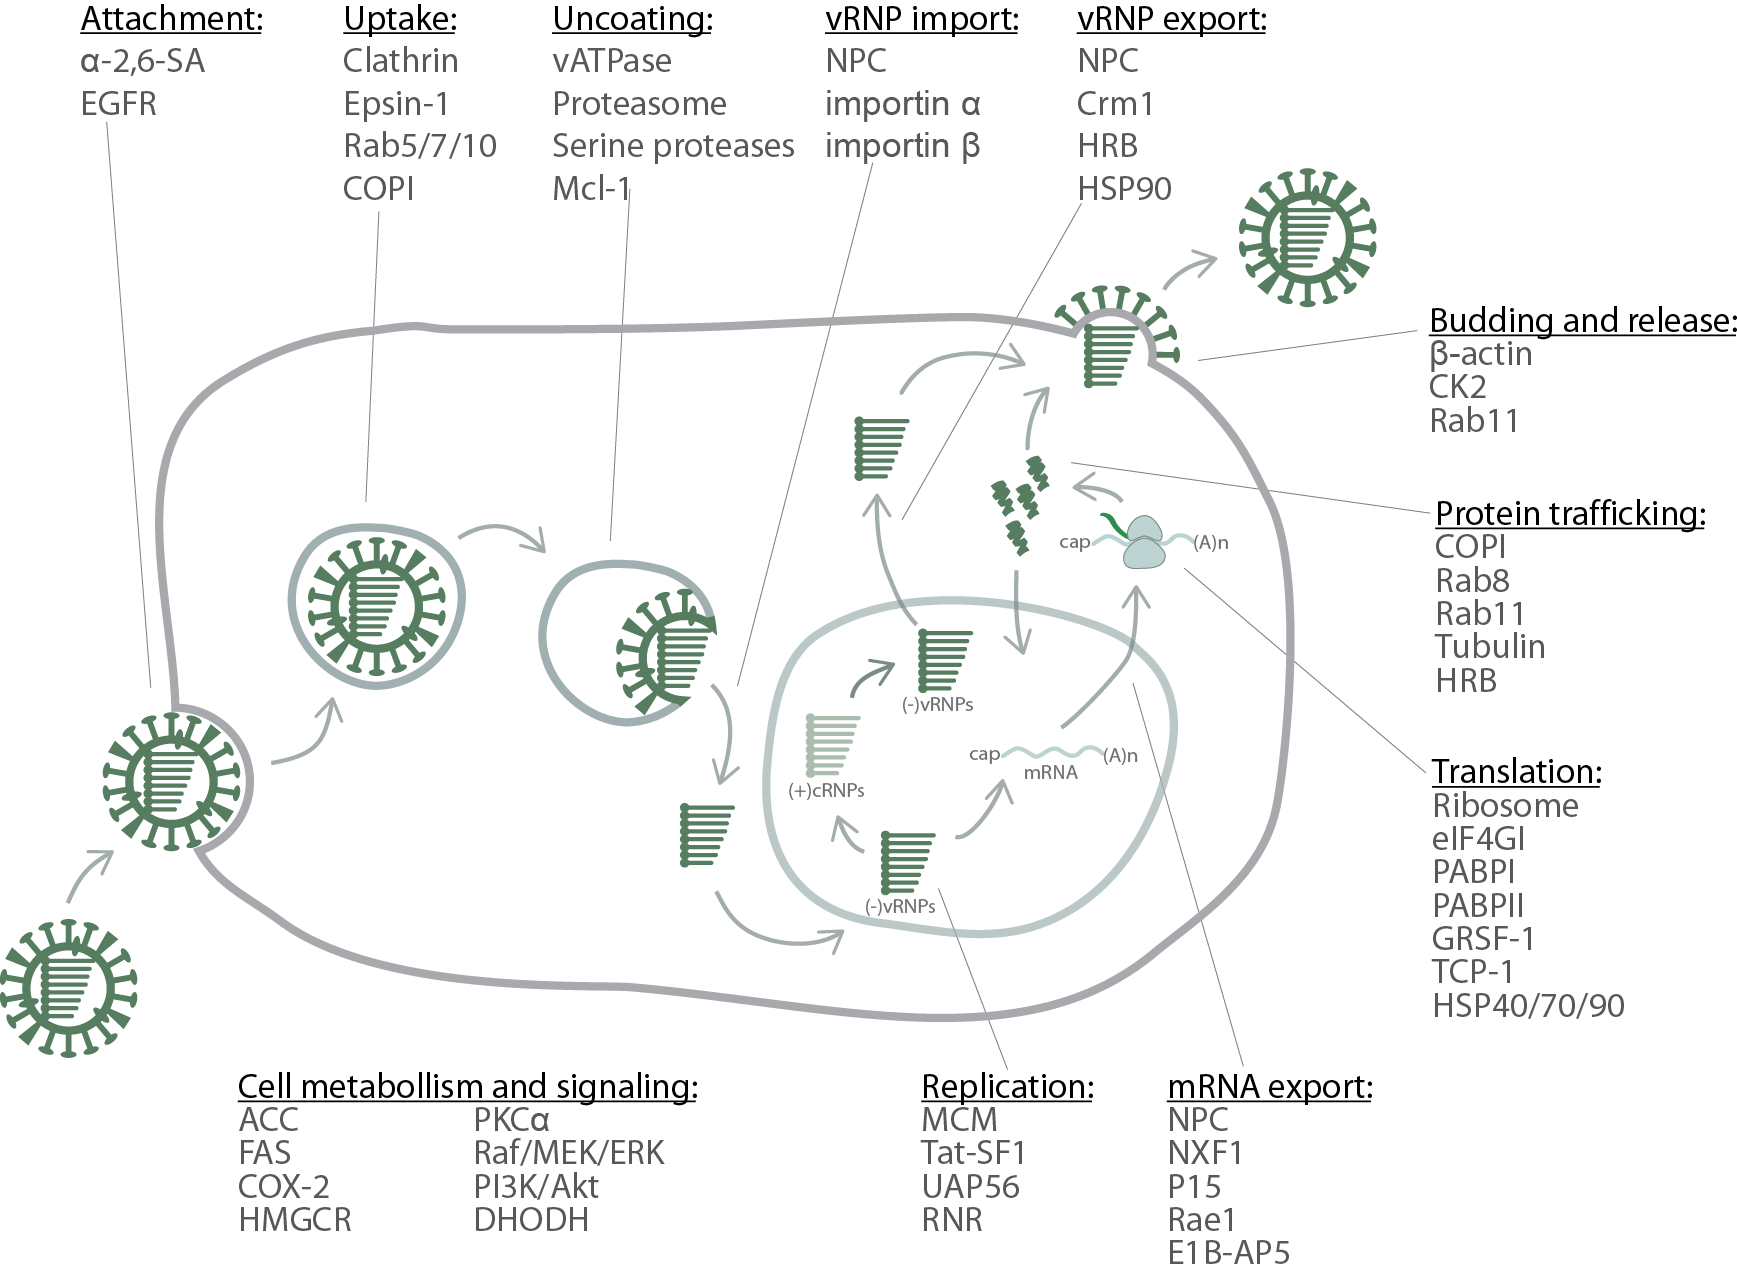 Attachment:
α-2,6-SA
EGFR
Uptake:
Clathrin
Epsin-1
Rab5/7/10
COPI
Uncoating:
vATPase
Proteasome
Serine proteases
Mcl-1
vRNP import:
NPC
importin α
importin β
vRNP export:
NPC
Crm1
HRB
HSP90
Budding and release:
β-actin
CK2
Rab11
Protein trafficking:
COPI
Rab8
Rab11
Tubulin
HRB
cap
(A)n
(-)vRNPs
cap
(A)n
mRNA
(+)cRNPs
(-)vRNPs
Translation:
Ribosome
eIF4GI
PABPI
PABPII
GRSF-1
TCP-1
HSP40/70/90
Cell metabollism and signaling:
ACC
FAS
COX-2
HMGCR
PKCα
Raf/MEK/ERK
PI3K/Akt
DHODH
Replication:
MCM
Tat-SF1
UAP56
RNR
mRNA export:
NPC
NXF1
P15
Rae1
E1B-AP5